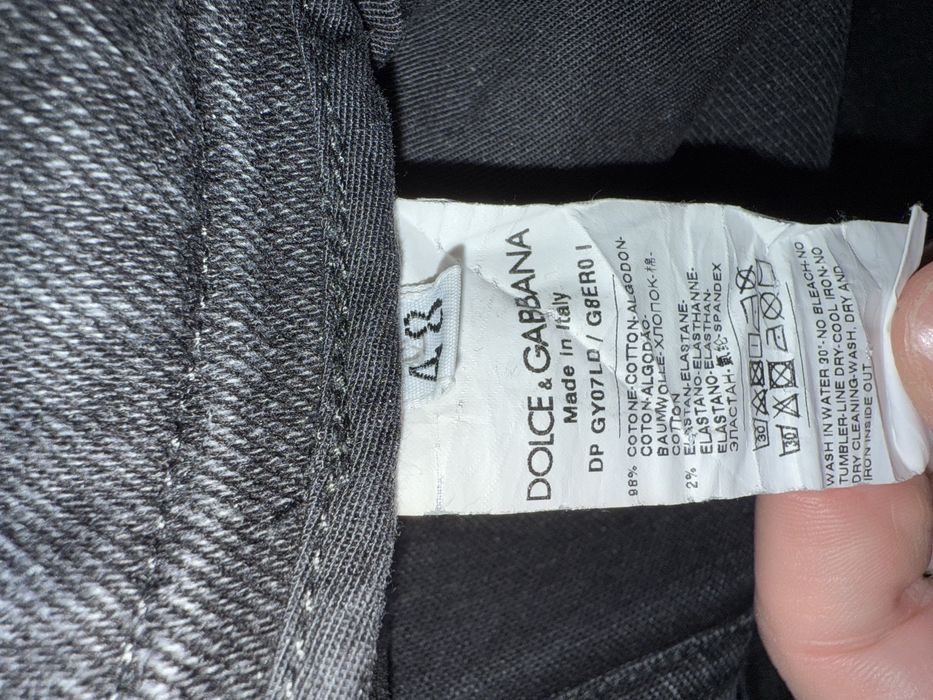 48
DOLCE & GABBANA
Made in Italy
DP GY07LD / G8ER0 I
98% COTONE-COTTON-ALGODON-
COTON-ALGODÃO-
BAUMWOLLE-ХЛОПОК-棉-
COTTON
2% ELASTAN-ELASTANE-
ELASTANO-ELASTHANNE-
ELASTANO-ELASTHAN-
ELASTAN-氨纶-SPANDEX
ЭЛАСТАН
30
30
WASH IN WATER 30°-NO BLEACH-NO
TUMBLER-LINE DRY-COOL IRON-NO
DRY CLEANING-WASH, DRY AND
IRON INSIDE OUT